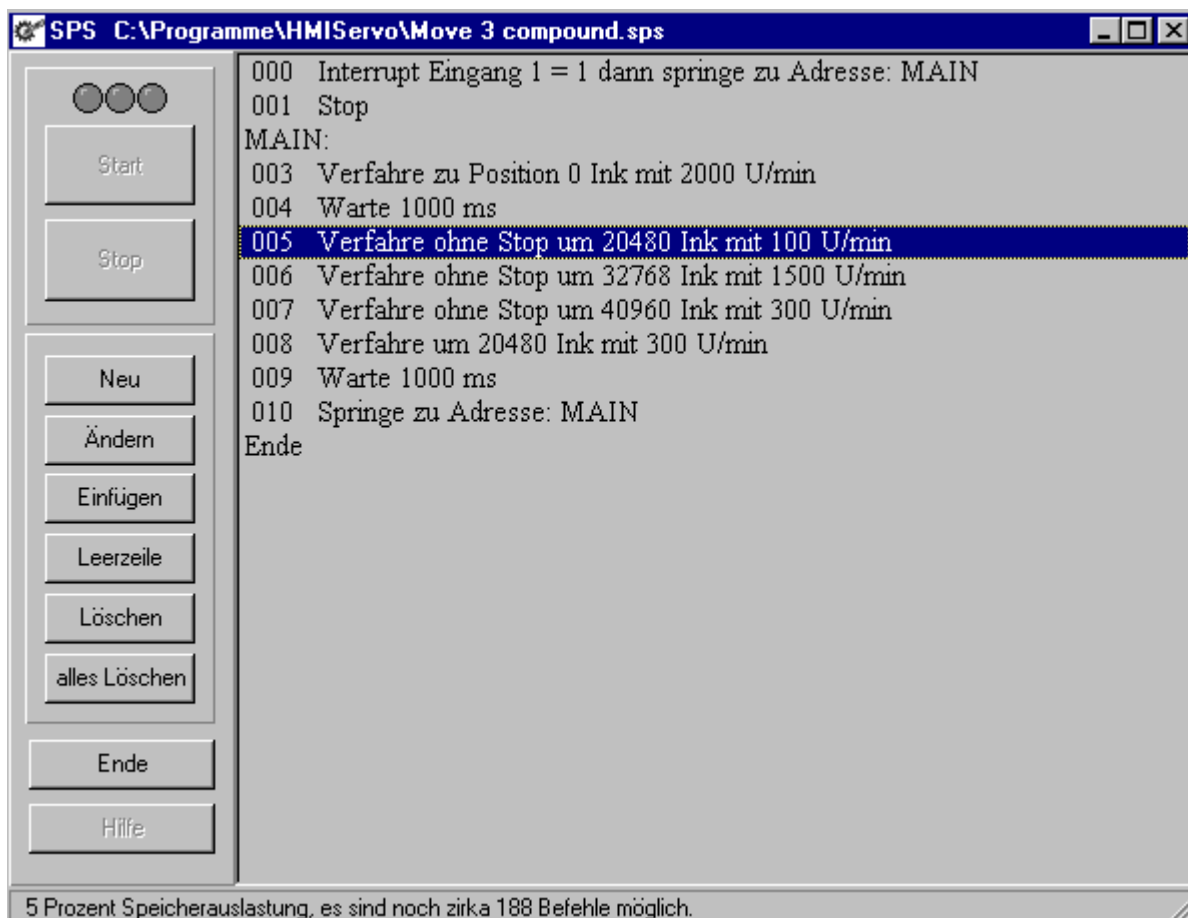 SPS C:\Programme\HMIServo\Move 3 compound.sps
Start
Stop
Neu
Ändern
Einfügen
Leerzeile
Löschen
alles Löschen
Ende
Hilfe
000 Interrupt Eingang 1 = 1 dann springe zu Adresse: MAIN
001 Stop
MAIN:
003 Verfahre zu Position 0 Ink mit 2000 U/min
004 Warte 1000 ms
005 Verfahre ohne Stop um 20480 Ink mit 100 U/min
006 Verfahre ohne Stop um 32768 Ink mit 1500 U/min
007 Verfahre ohne Stop um 40960 Ink mit 300 U/min
008 Verfahre um 20480 Ink mit 300 U/min
009 Warte 1000 ms
010 Springe zu Adresse: MAIN
Ende
5 Prozent Speicherauslastung, es sind noch zirka 188 Befehle möglich.